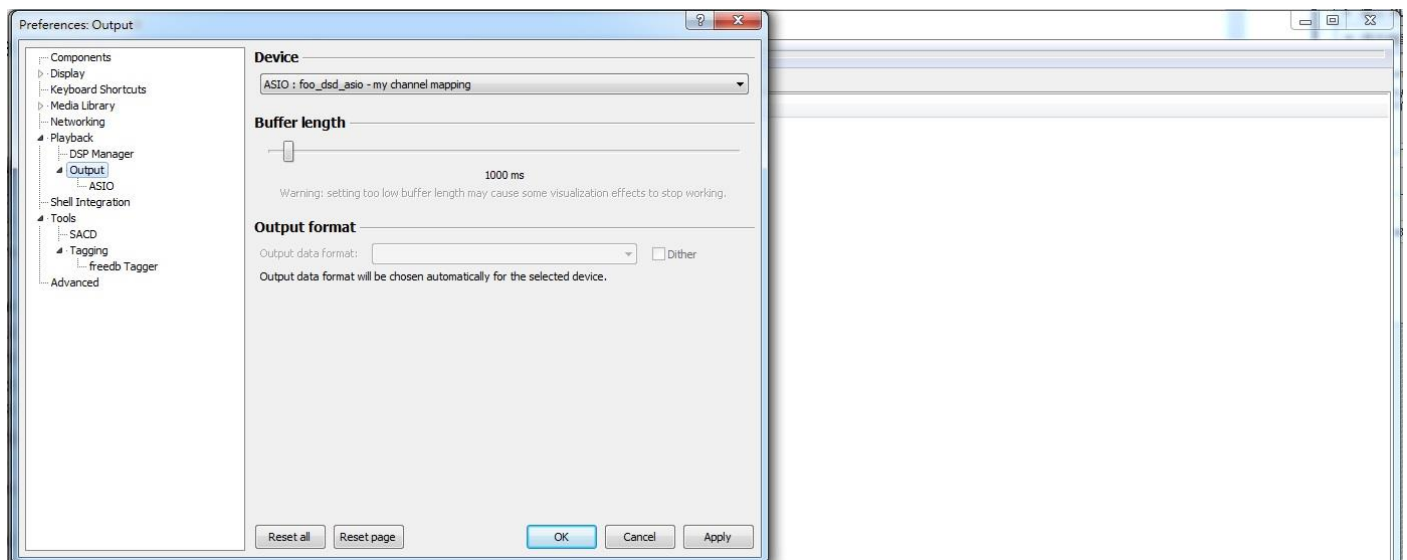 Preferences: Output
Components
Display
Keyboard Shortcuts
Media Library
Networking
Playback
DSP Manager
Output
ASIO
Shell Integration
Tools
SACD
Tagging
freedb Tagger
Advanced
Device
ASIO : foo_dsd_asio - my channel mapping
Buffer length
1000 ms
Warning: setting too low buffer length may cause some visualization effects to stop working.
Output format
Output data format:
Dither
Output data format will be chosen automatically for the selected device.
Reset all
Reset page
OK
Cancel
Apply